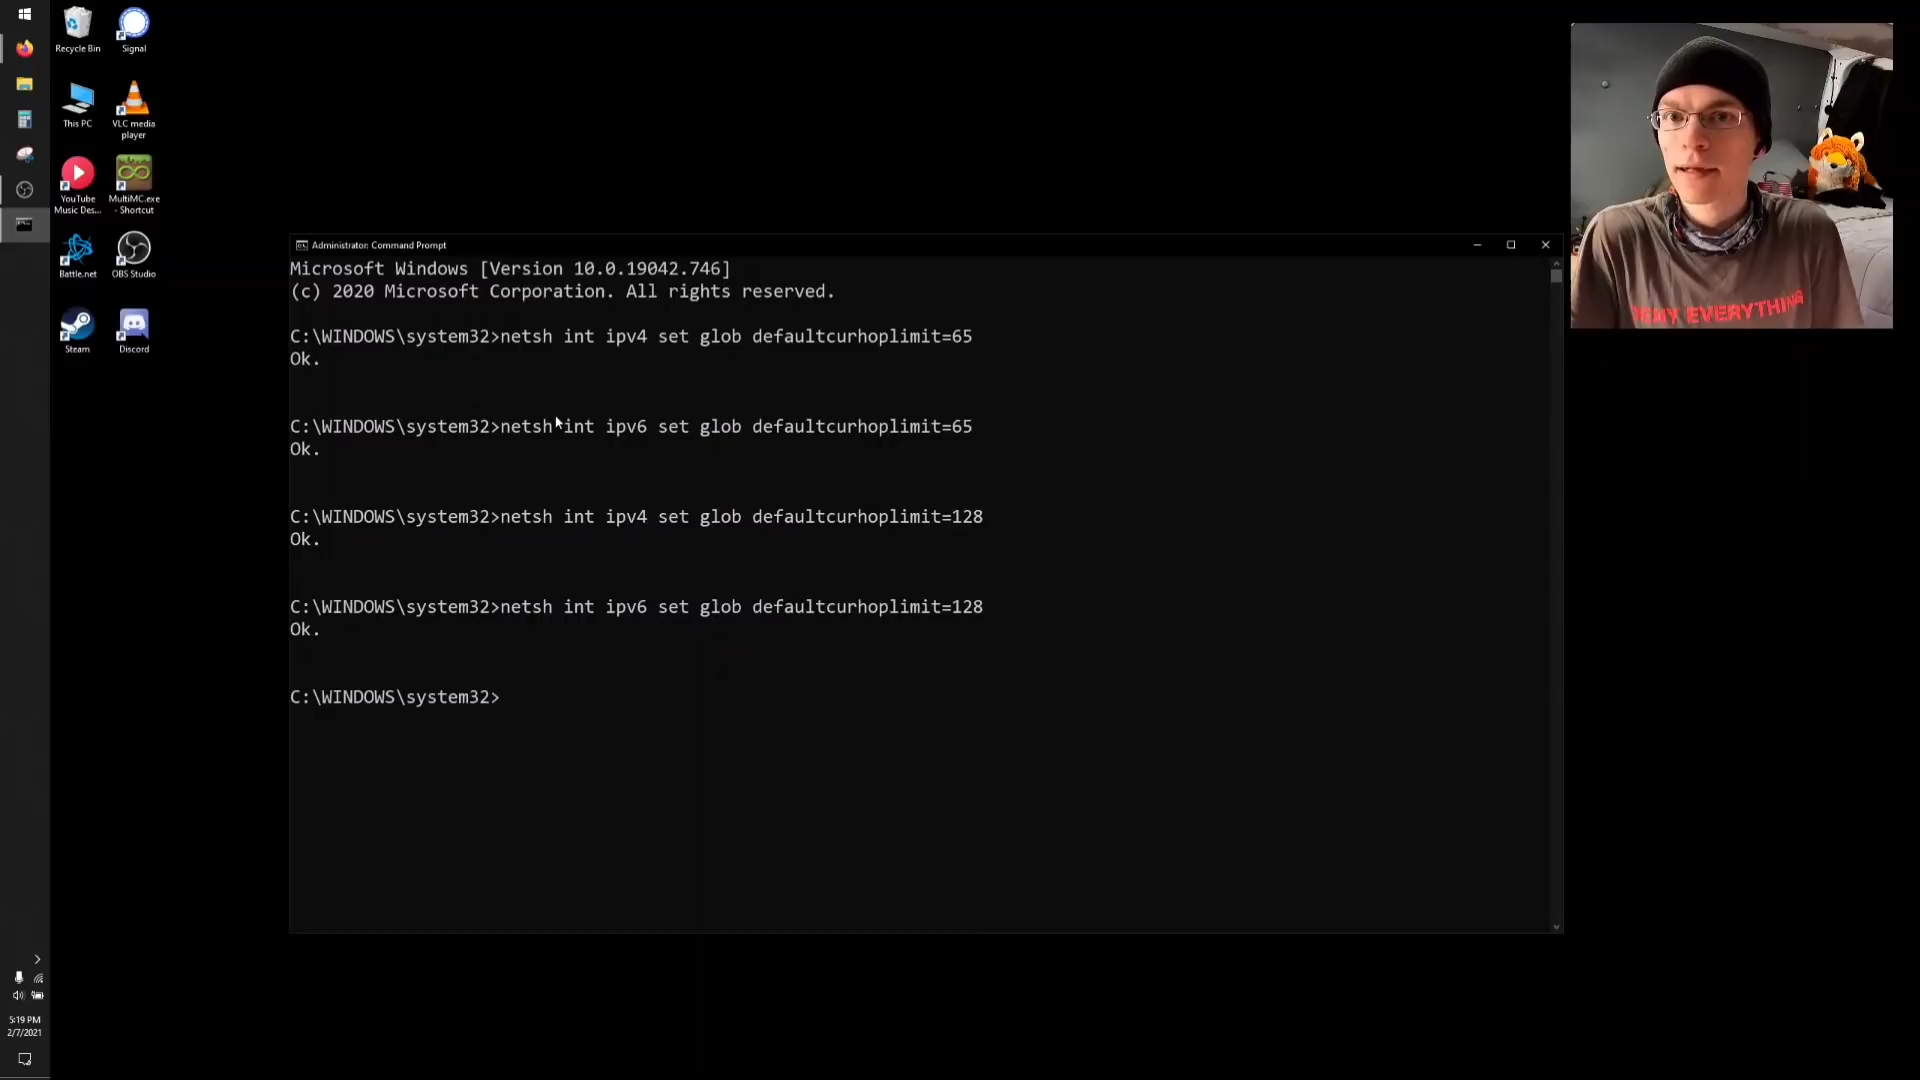 Recycle Bin
Signal
This PC
VLC media
player
YouTube
Music Des...
MultiMC.exe
- Shortcut
Battle.net
OBS Studio
Steam
Discord
Administrator: Command Prompt
Microsoft Windows [Version 10.0.19042.746]
(c) 2020 Microsoft Corporation. All rights reserved.
C:\WINDOWS\system32>netsh int ipv4 set glob defaultcurhoplimit=65
Ok.
C:\WINDOWS\system32>netsh int ipv6 set glob defaultcurhoplimit=65
Ok.
C:\WINDOWS\system32>netsh int ipv4 set glob defaultcurhoplimit=128
Ok.
C:\WINDOWS\system32>netsh int ipv6 set glob defaultcurhoplimit=128
Ok.
C:\WINDOWS\system32>
EVERYTHING
5:19 PM
2/7/2021